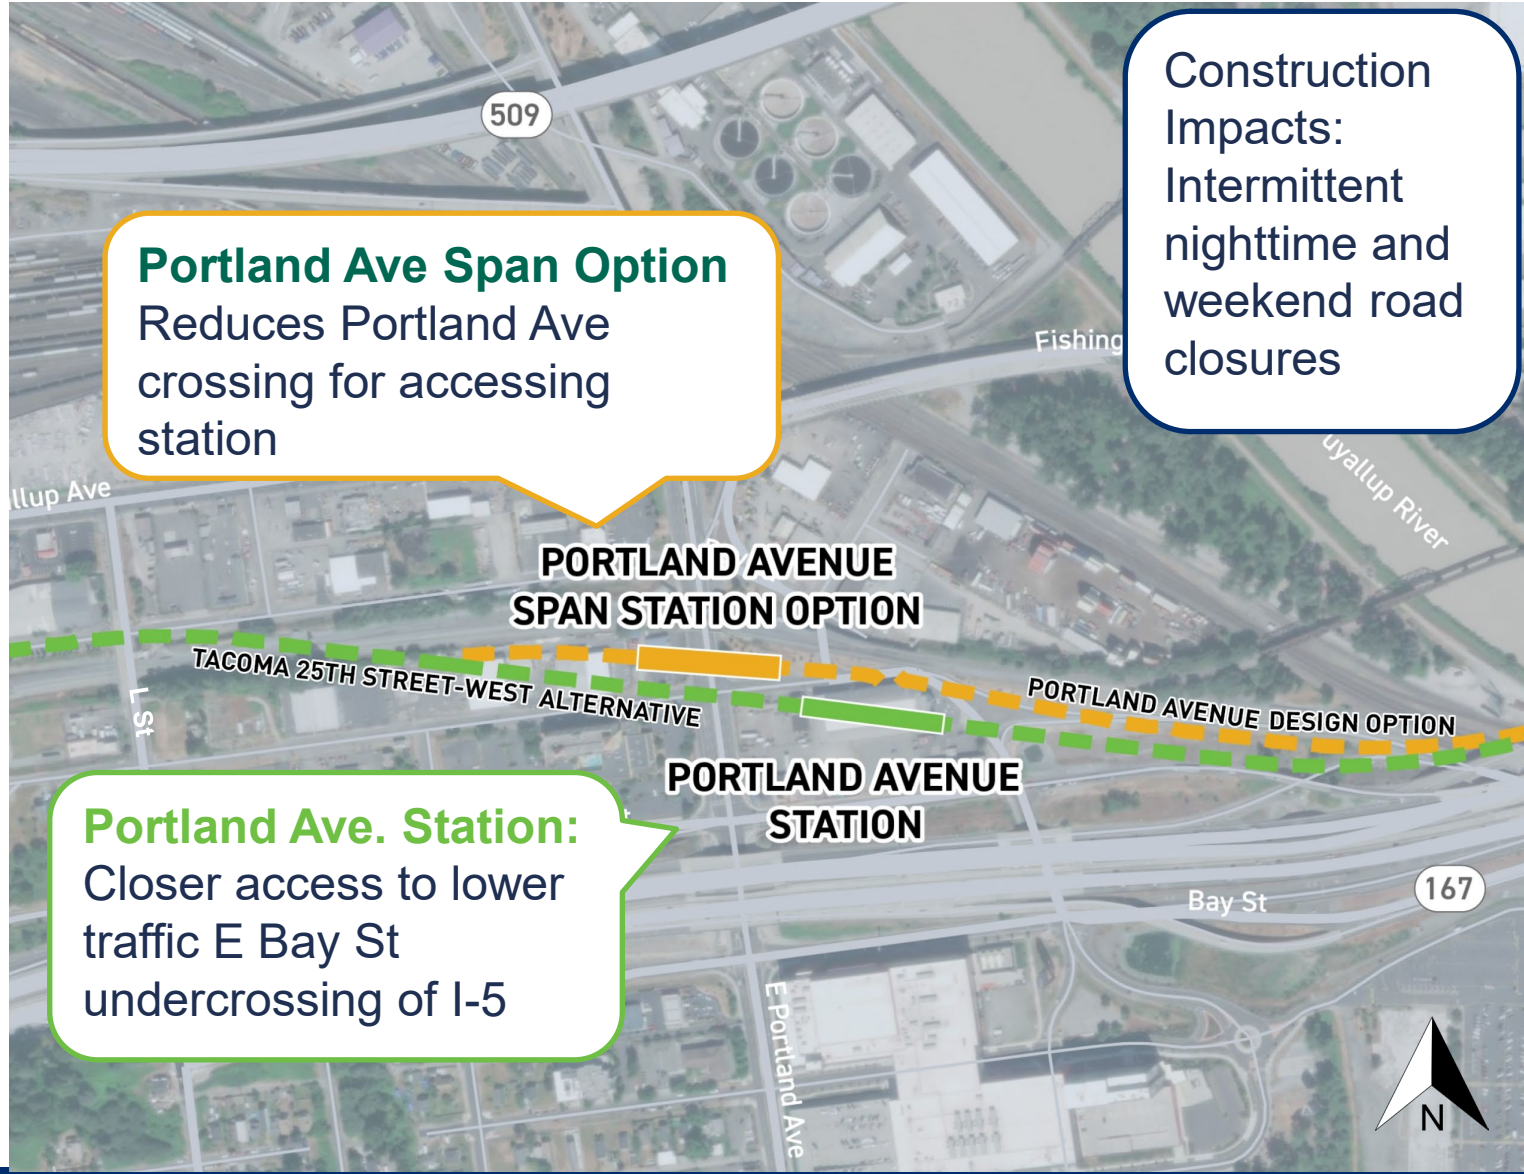 509
Construction
Impacts:
Intermittent
nighttime and
weekend road
closures
Portland Ave Span Option
Reduces Portland Ave
crossing for accessing
station
Fishing
uyallup River
llup Ave
PORTLAND AVENUE
SPAN STATION OPTION
TACOMA 25TH STREET-WEST ALTERNATIVE
PORTLAND AVENUE DESIGN OPTION
L St
PORTLAND AVENUE
STATION
Portland Ave. Station:
Closer access to lower
traffic E Bay St
undercrossing of I-5
Bay St
167
E Portland Ave
N